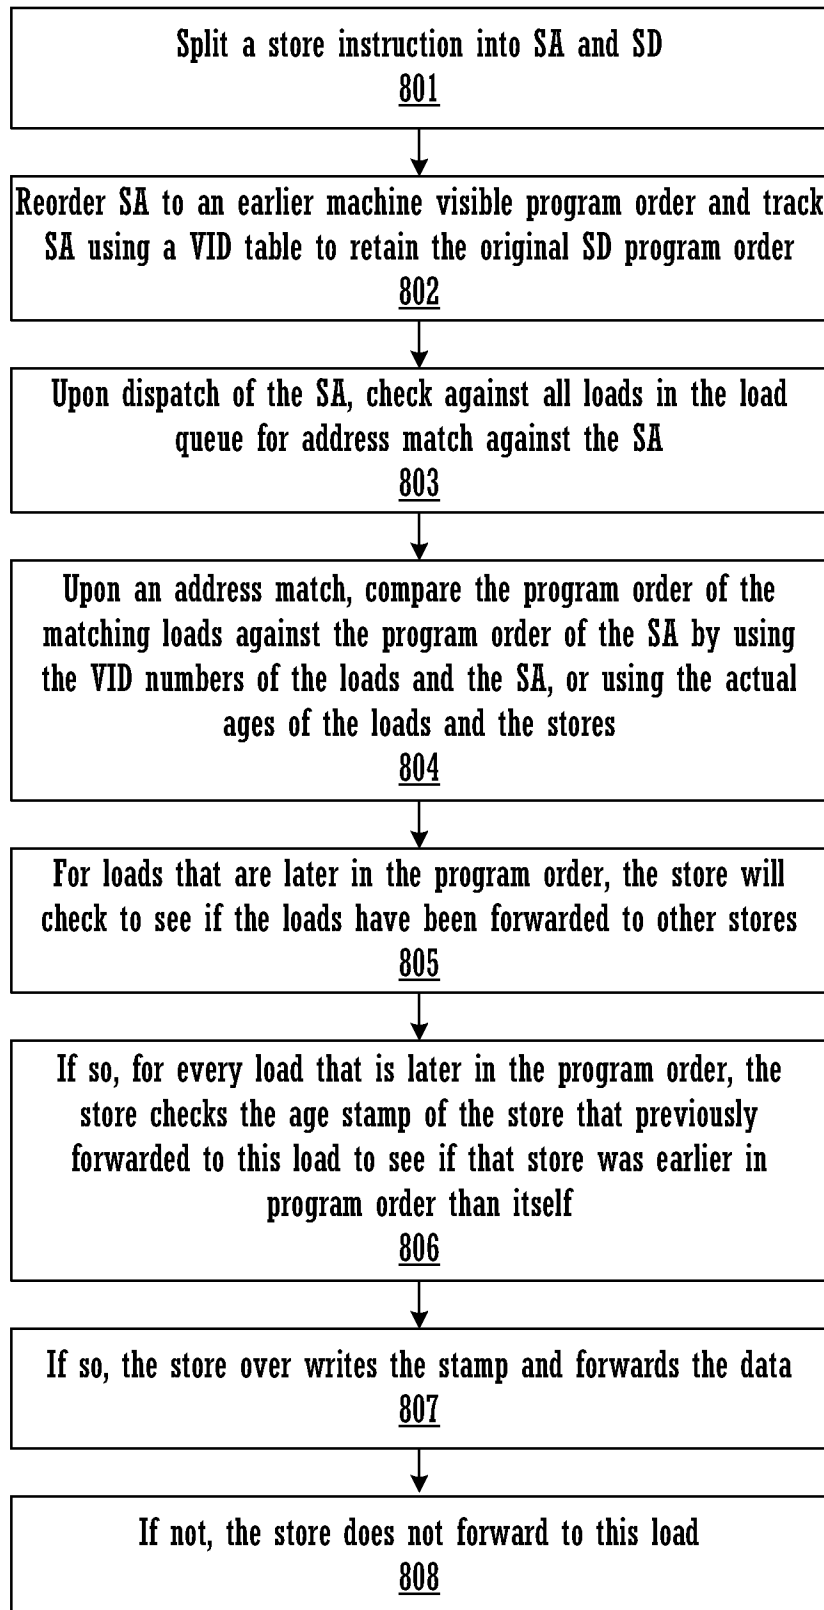 Split a store instruction into SA and SD
801
Reorder SA to an earlier machine visible program order and track
SA using a VID table to retain the original SD program order
802
Upon dispatch of the SA, check against all loads in the load
queue for address match against the SA
803
Upon an address match, compare the program order of the
matching loads against the program order of the SA by using
the VID numbers of the loads and the SA, or using the actual
ages of the loads and the stores
804
For loads that are later in the program order, the store will
check to see if the loads have been forwarded to other stores
805
If so, for every load that is later in the program order, the
store checks the age stamp of the store that previously
forwarded to this load to see if that store was earlier in
program order than itself
806
If so, the store over writes the stamp and forwards the data
807
If not, the store does not forward to this load
808